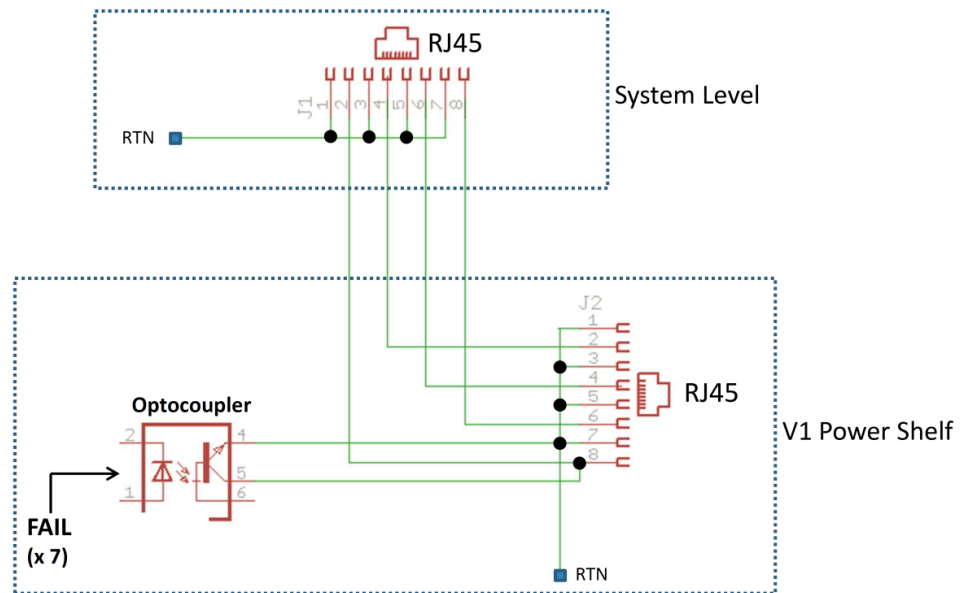 RJ45
System Level
J1
1 2 3 4 5 6 7 8
RTN
J2
1
2
3
4
5
6
7
8
RJ45
V1 Power Shelf
Optocoupler
2
4
5
1
6
FAIL
(x 7)
RTN